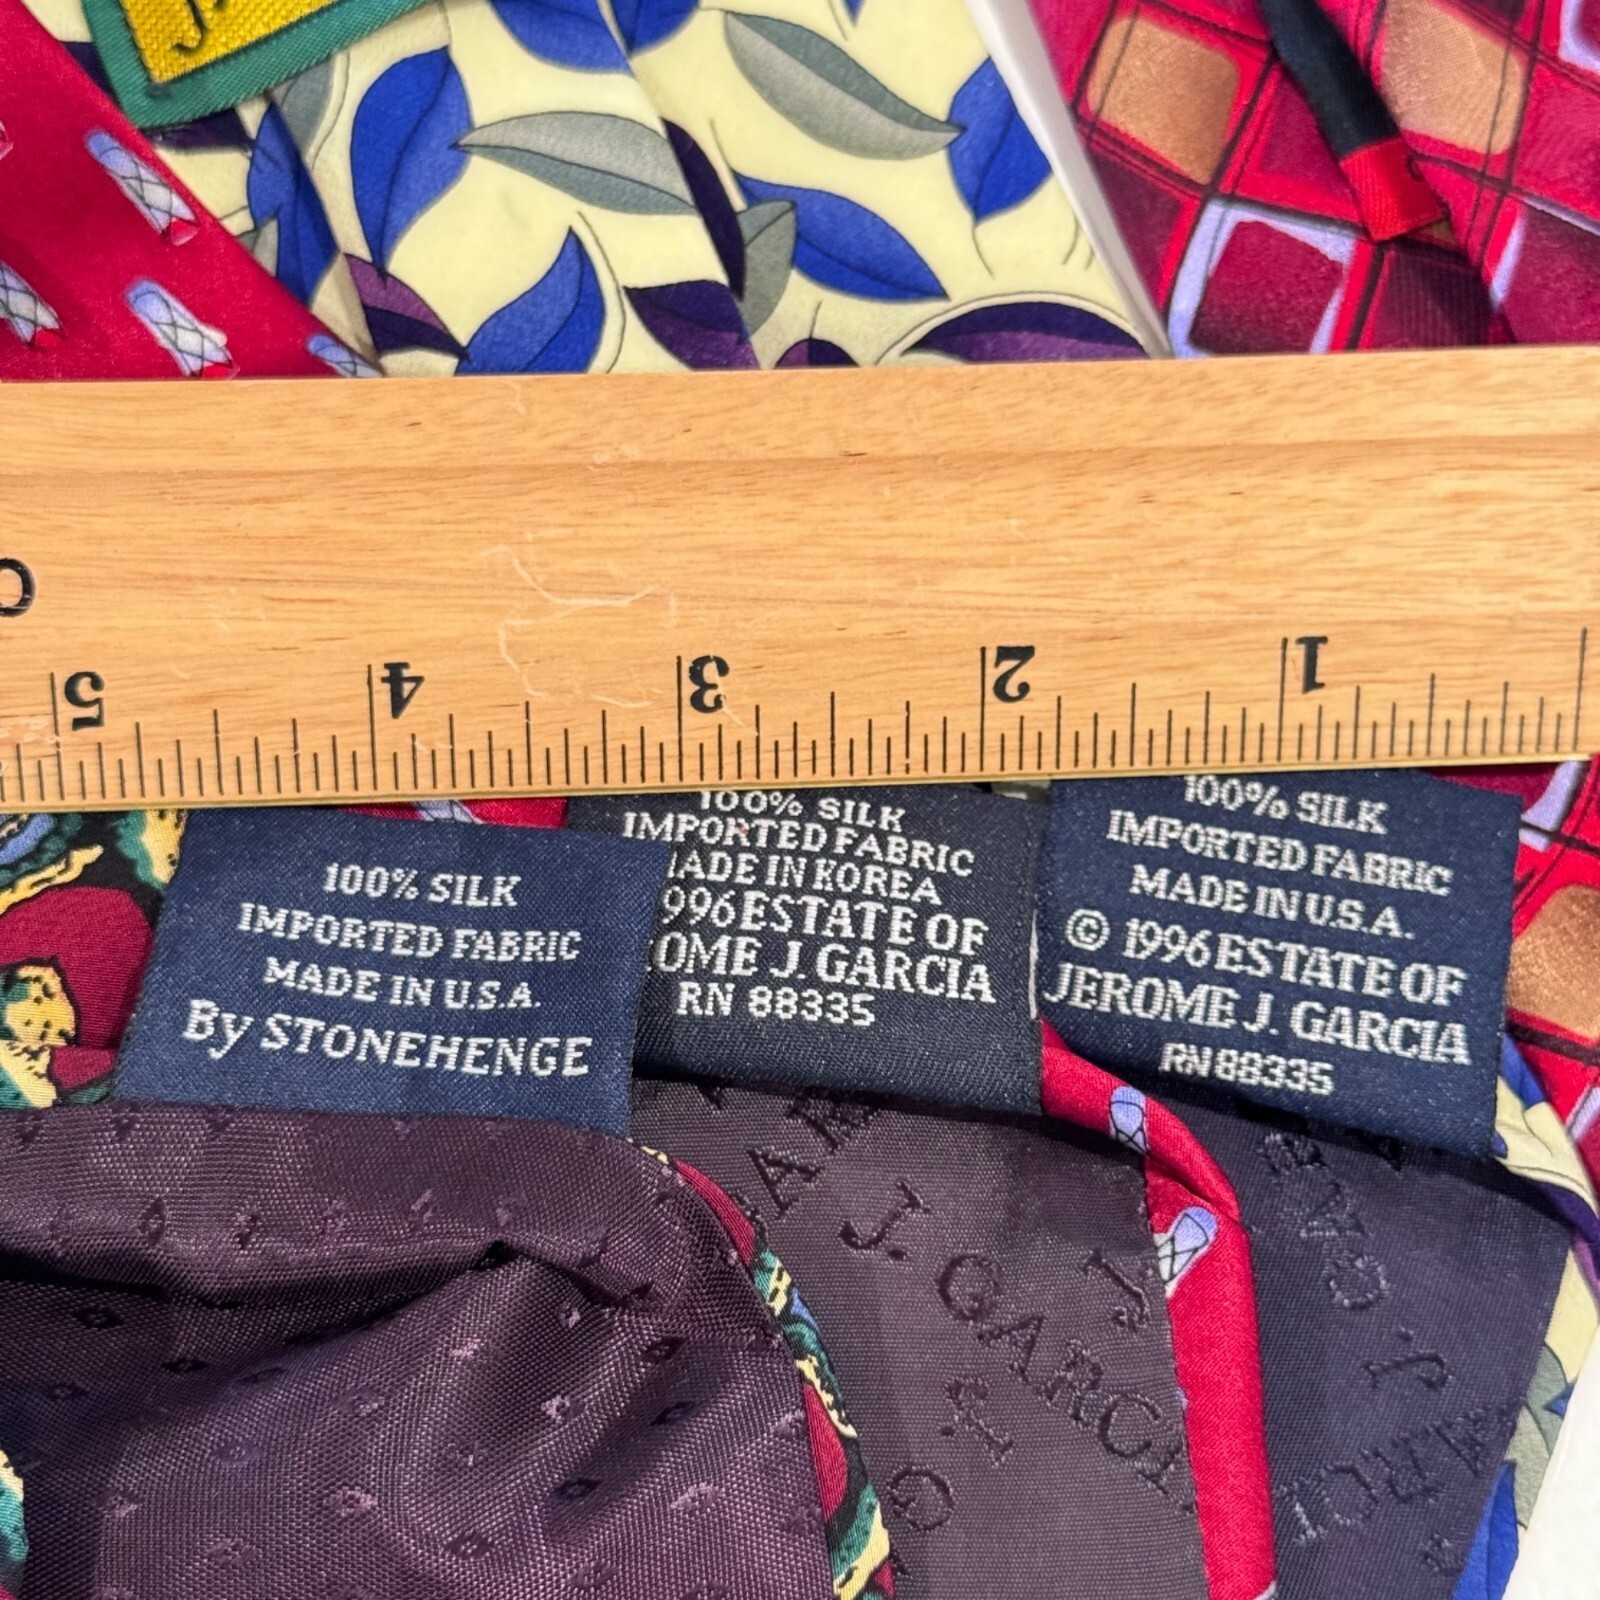 5 4 3 2 1
100% SILK
IMPORTED FABRIC
MADE IN U.S.A.
By STONEHENGE
100% SILK
IMPORTED FABRIC
MADE IN KOREA
1996 ESTATE OF
JEROME J. GARCIA
RN 88335
100% SILK
IMPORTED FABRIC
MADE IN U.S.A.
© 1996 ESTATE OF
JEROME J. GARCIA
RN 88335
J. GARCIA